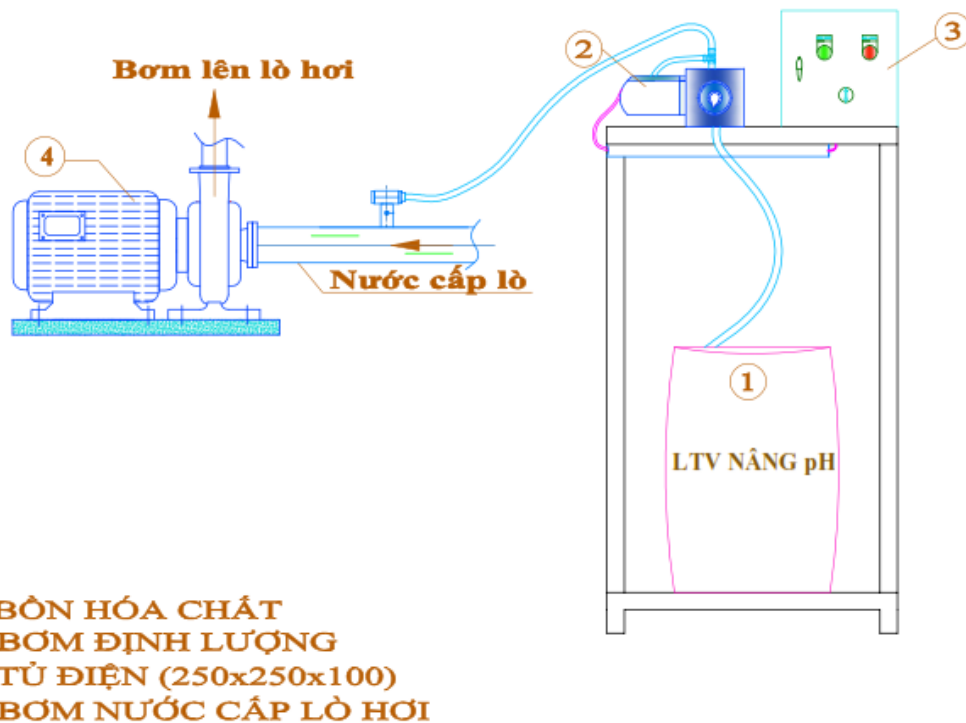 Bơm lên lò hơi
2
3
4
Nước cấp lò
1
LTV NÂNG pH
BỒN HÓA CHẤT
BƠM ĐỊNH LƯỢNG
TỦ ĐIỆN (250x250x100)
BƠM NƯỚC CẤP LÒ HƠI